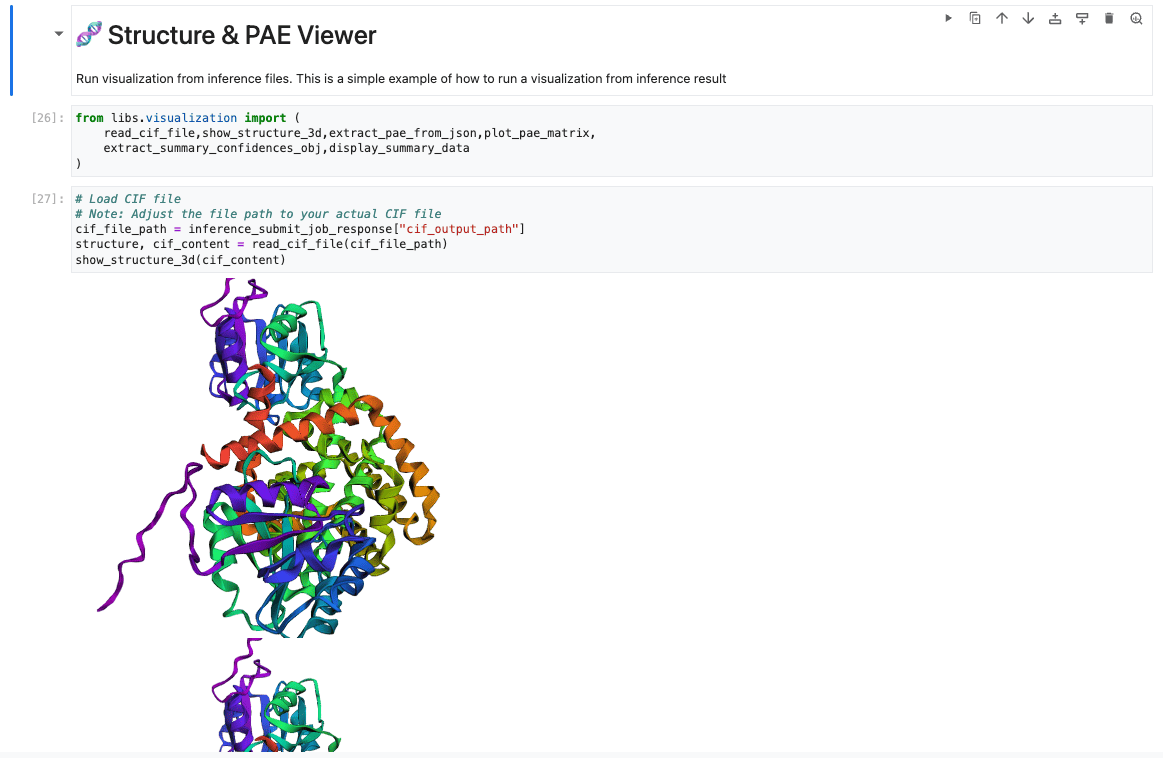 🧬 Structure & PAE Viewer
Run visualization from inference files. This is a simple example of how to run a visualization from inference result
[26]:
from libs.visualization import (
    read_cif_file,show_structure_3d,extract_pae_from_json,plot_pae_matrix,
    extract_summary_confidences_obj,display_summary_data
)
[27]:
# Load CIF file
# Note: Adjust the file path to your actual CIF file
cif_file_path = inference_submit_job_response["cif_output_path"]
structure, cif_content = read_cif_file(cif_file_path)
show_structure_3d(cif_content)